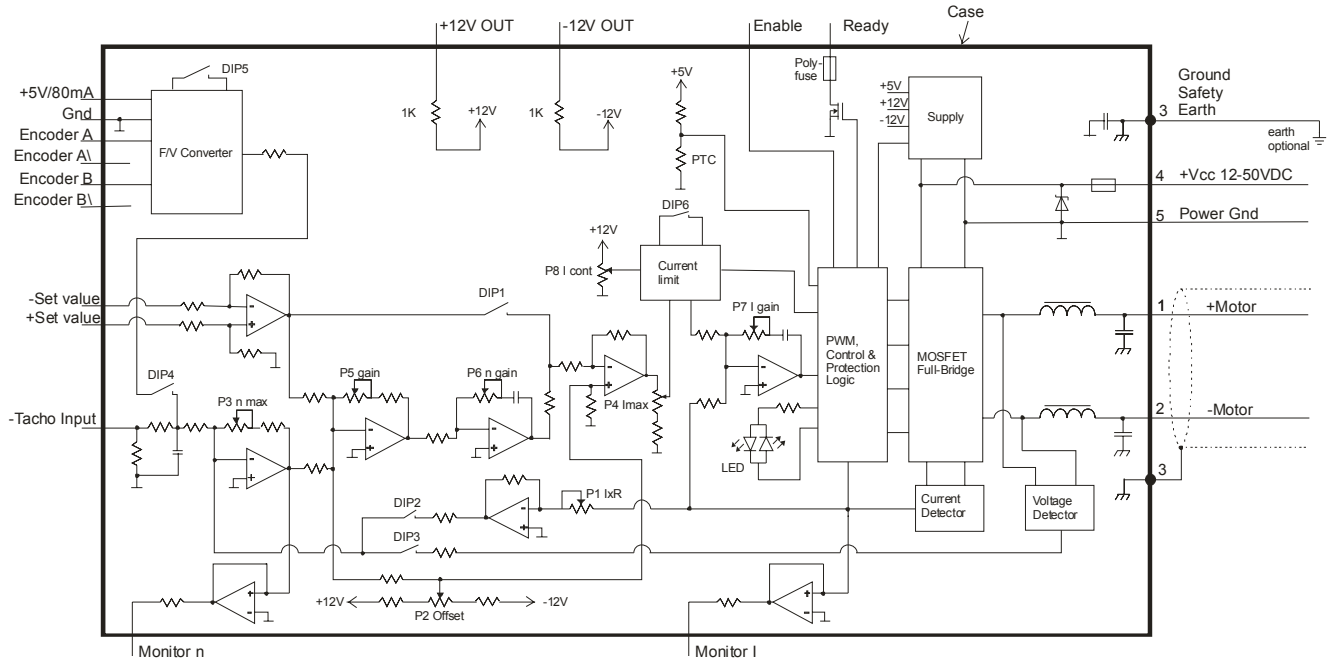 +12V OUT
-12V OUT
Enable
Ready
Case
DIP5
+5V/80mA
Gnd
Encoder A
Encoder A\
Encoder B
Encoder B\
F/V Converter
1K
+12V
1K
-12V
+5V
PTC
Poly-
fuse
+5V
+12V
-12V
Supply
Ground
Safety
Earth
3
earth
optional
4
+Vcc 12-50VDC
5
Power Gnd
DIP6
+12V
P8 I cont
Current
limit
-Set value
+Set value
DIP1
P7 I gain
PWM,
Control &
Protection
Logic
MOSFET
Full-Bridge
1
+Motor
DIP4
P3 n max
P5 gain
P6 n gain
P4 Imax
-Tacho Input
2
-Motor
LED
3
DIP2
P1 IxR
Current
Detector
Voltage
Detector
DIP3
+12V
-12V
P2 Offset
Monitor n
Monitor I